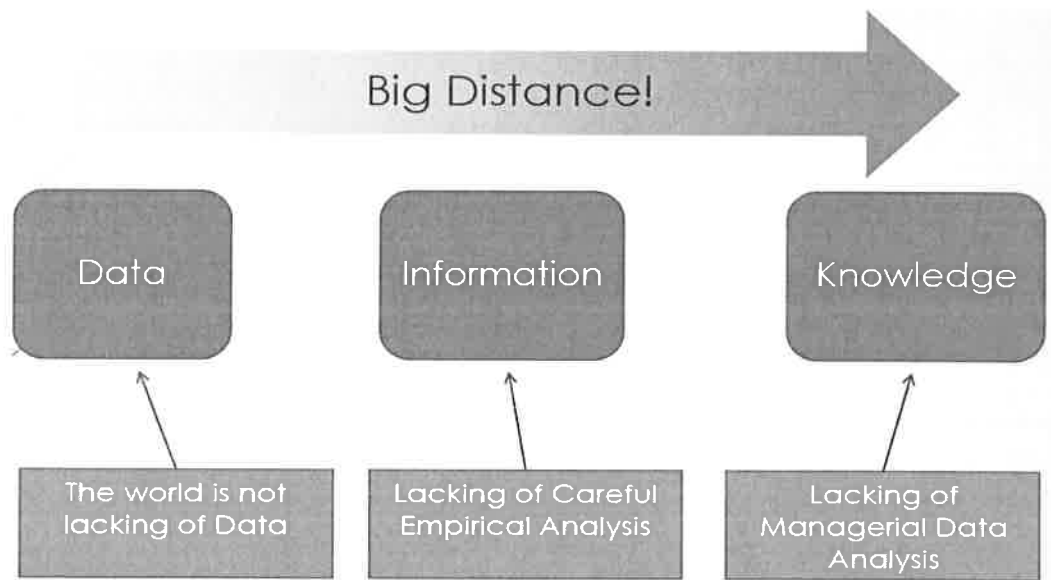 Big Distance!
Data
Information
Knowledge
The world is not
lacking of Data
Lacking of Careful
Empirical Analysis
Lacking of
Managerial Data
Analysis